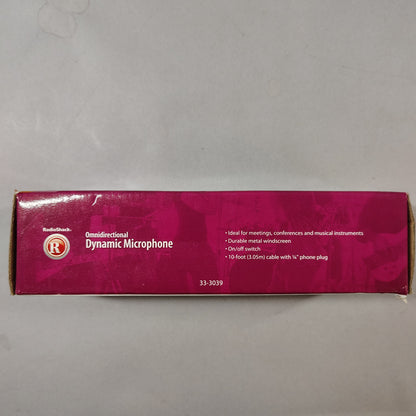 RadioShack.
R
Omnidirectional
Dynamic Microphone
• Ideal for meetings, conferences and musical instruments
• Durable metal windscreen
• On/off switch
• 10-foot (3.05m) cable with ¼" phone plug
33-3039